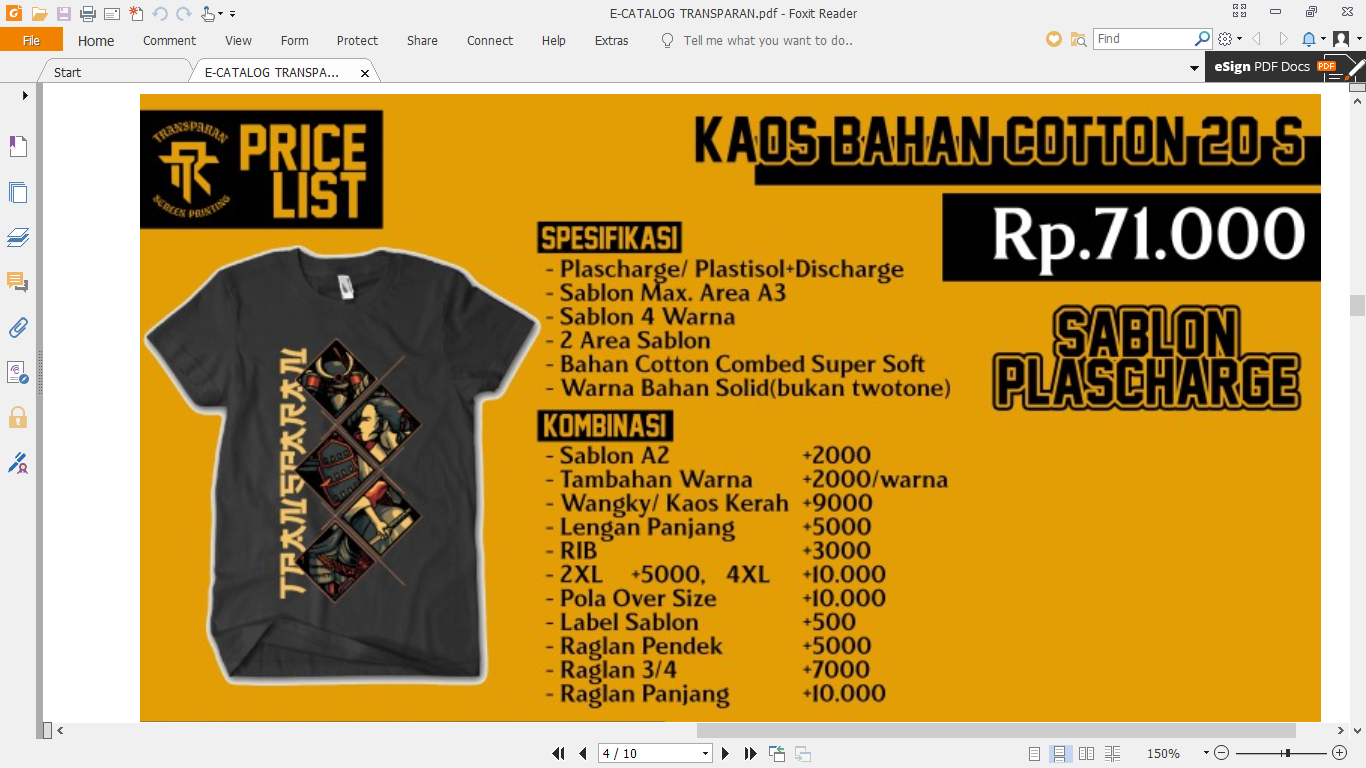 E-CATALOG TRANSPARAN.pdf - Foxit Reader
File Home Comment View Form Protect Share Connect Help Extras Tell me what you want to do.. Find
Start E-CATALOG TRANSPA... eSign PDF Docs PDF
TRANSPARAN
SCREEN PRINTING
PRICE
LIST
KAOS BAHAN COTTON 20 S
Rp.71.000
SABLON
PLASCHARGE
SPESIFIKASI
- Plascharge/ Plastisol+Discharge
- Sablon Max. Area A3
- Sablon 4 Warna
- 2 Area Sablon
- Bahan Cotton Combed Super Soft
- Warna Bahan Solid(bukan twotone)
KOMBINASI
- Sablon A2 +2000
- Tambahan Warna +2000/warna
- Wangky/ Kaos Kerah +9000
- Lengan Panjang +5000
- RIB +3000
- 2XL +5000, 4XL +10.000
- Pola Over Size +10.000
- Label Sablon +500
- Raglan Pendek +5000
- Raglan 3/4 +7000
- Raglan Panjang +10.000
TRANSPARAN
4 / 10 150%